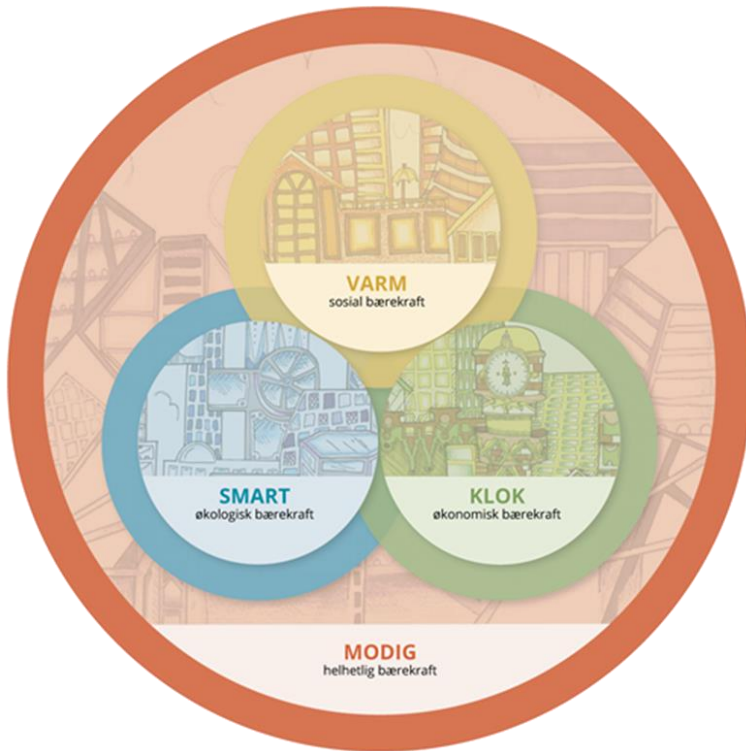 VARM
sosial bærekraft
SMART
økologisk bærekraft
KLOK
økonomisk bærekraft
MODIG
helhetlig bærekraft